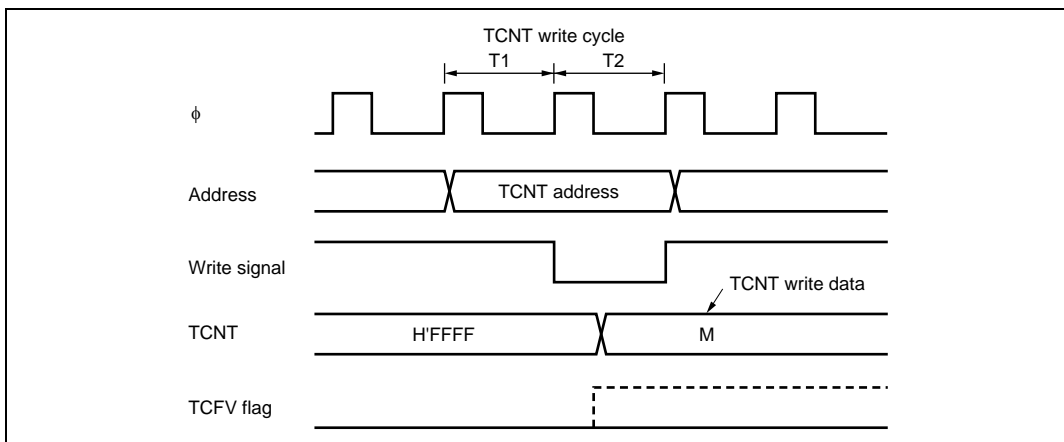 TCNT write cycle
T1 T2
ϕ
Address TCNT address
Write signal
TCNT write data
TCNT H'FFFF M
TCFV flag